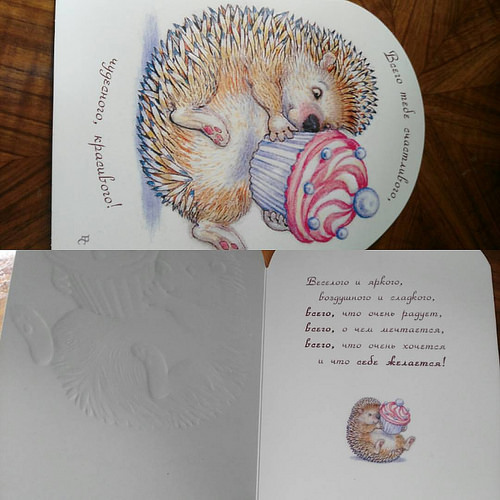 Всего тебе счастливого,
чудесного, красивого!
Веселого и яркого,
воздушного и сладкого,
всего, что очень радует,
всего, о чем мечтается,
всего, что очень хочется
и что себе желается!